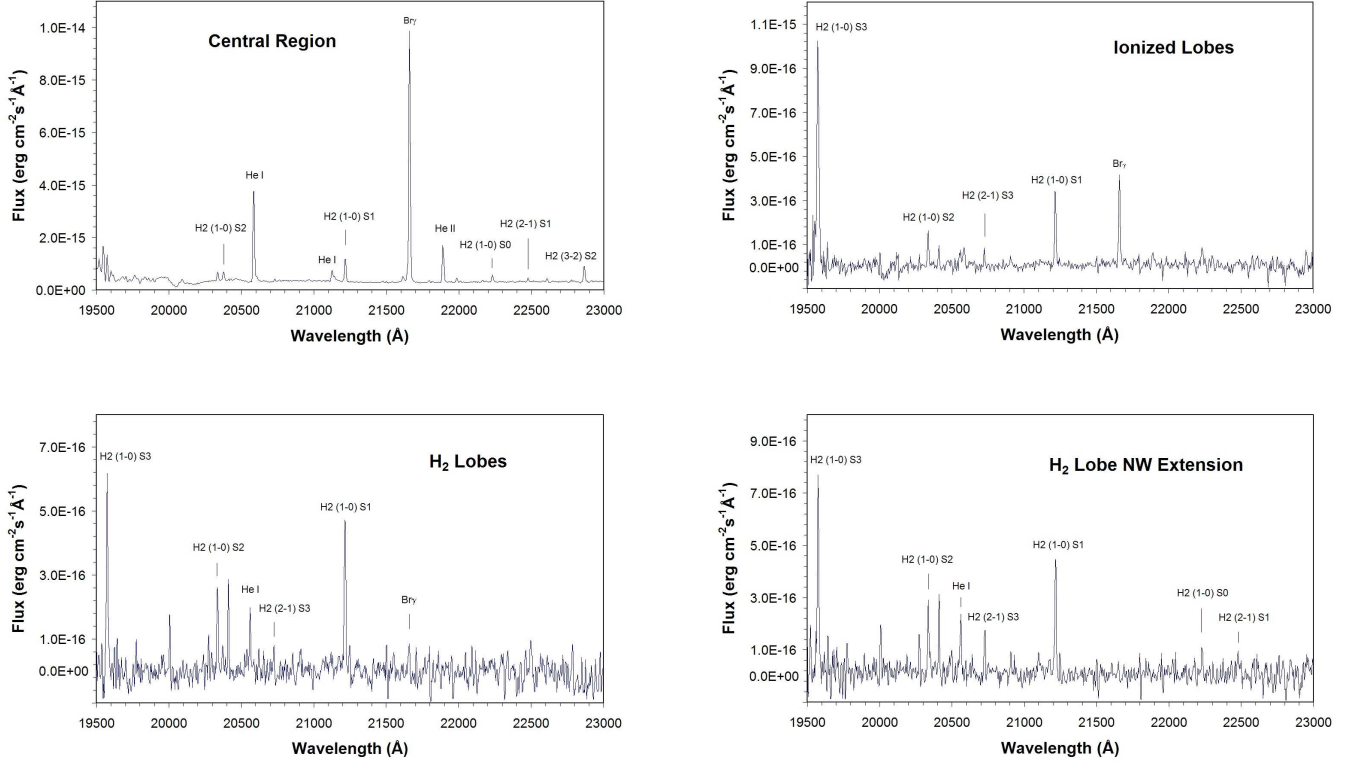 Central Region
Flux (erg cm⁻²s⁻¹Å⁻¹)
1.0E-14
8.0E-15
6.0E-15
4.0E-15
2.0E-15
0.0E+00
H2 (1-0) S2
He I
He I
H2 (1-0) S1
Brγ
He II
H2 (1-0) S0
H2 (2-1) S1
H2 (3-2) S2
19500 20000 20500 21000 21500 22000 22500 23000
Wavelength (Å)
Ionized Lobes
Flux (erg cm⁻²s⁻¹Å⁻¹)
1.1E-15
9.0E-16
7.0E-16
5.0E-16
3.0E-16
1.0E-16
0.0E+00
H2 (1-0) S3
H2 (1-0) S2
H2 (2-1) S3
H2 (1-0) S1
Brγ
19500 20000 20500 21000 21500 22000 22500 23000
Wavelength (Å)
H₂ Lobes
Flux (erg cm⁻²s⁻¹Å⁻¹)
7.0E-16
5.0E-16
3.0E-16
1.0E-16
0.0E+00
H2 (1-0) S3
H2 (1-0) S2
He I
H2 (2-1) S3
H2 (1-0) S1
Brγ
19500 20000 20500 21000 21500 22000 22500 23000
Wavelength (Å)
H₂ Lobe NW Extension
Flux (erg cm⁻²s⁻¹Å⁻¹)
9.0E-16
7.0E-16
5.0E-16
3.0E-16
1.0E-16
0.0E+00
H2 (1-0) S3
H2 (1-0) S2
He I
H2 (2-1) S3
H2 (1-0) S1
H2 (1-0) S0
H2 (2-1) S1
19500 20000 20500 21000 21500 22000 22500 23000
Wavelength (Å)